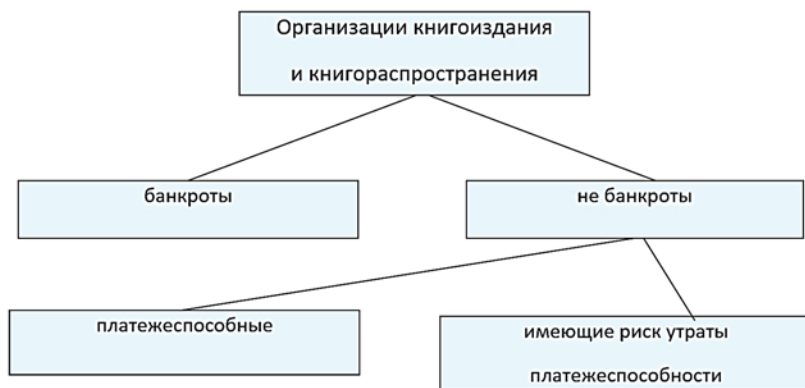 Организации книгоиздания
и книгораспространения
банкроты
не банкроты
платежеспособные
имеющие риск утраты
платежеспособности